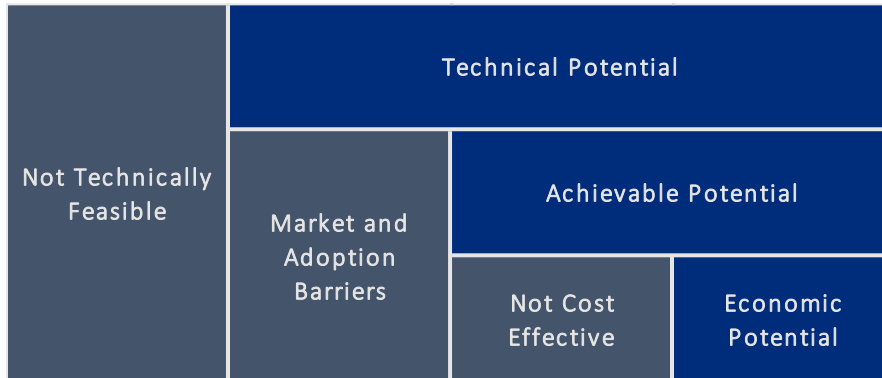 Technical Potential
Not Technically
Feasible
Achievable Potential
Market and
Adoption
Barriers
Not Cost
Effective
Economic
Potential